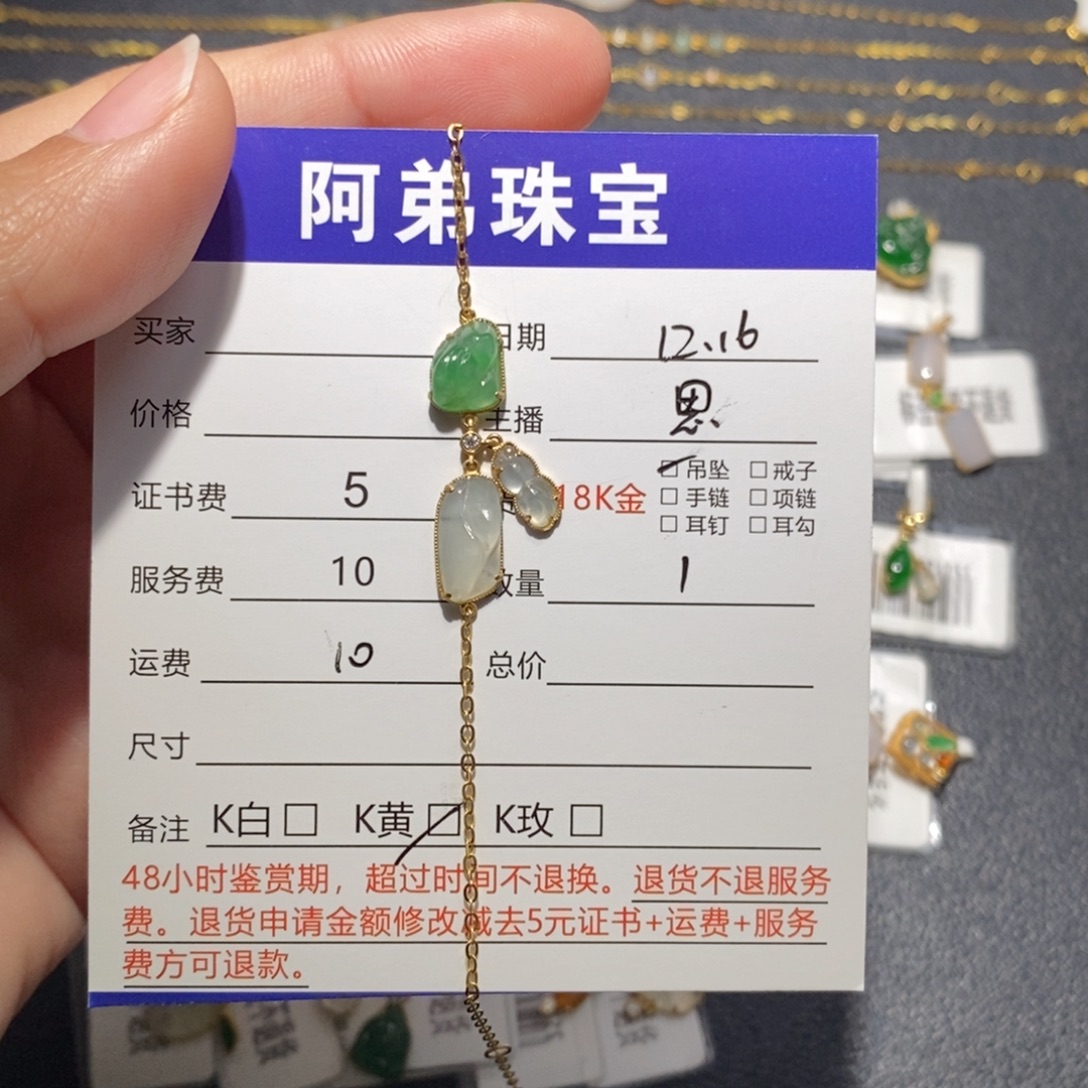 阿弟珠宝
买家 日期 12.16
价格 主播 恩
证书费 5 18K金 吊坠 戒子
手链 项链
耳钉 耳勾
服务费 10 数量 1
运费 10 总价
尺寸
备注 K白 K黄 K玫
48小时鉴赏期，超过时间不退换。退货不退服务
费。退货申请金额修改减去5元证书+运费+服务
费方可退款。